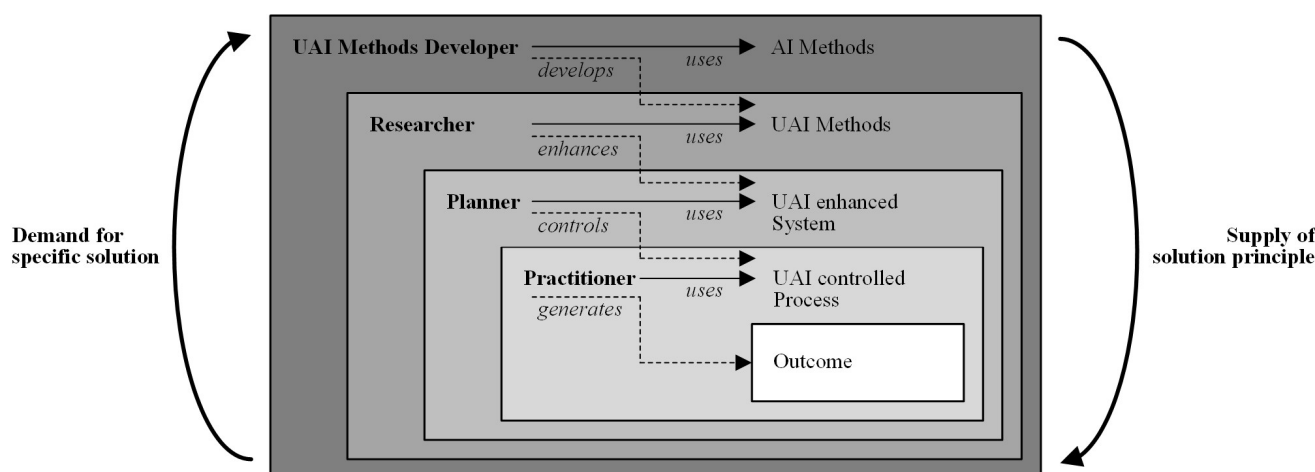 UAI Methods Developer uses AI Methods
develops
Researcher uses UAI Methods
enhances
Planner uses UAI enhanced
System
controls
Demand for
specific solution
Supply of
solution principle
Practitioner uses UAI controlled
Process
generates
Outcome